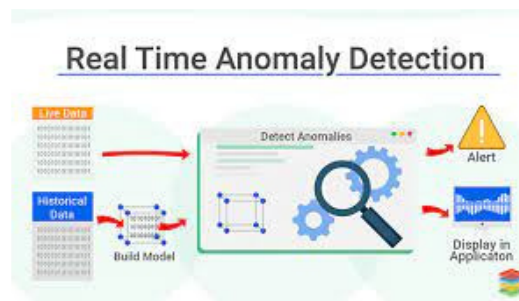 Real Time Anomaly Detection
Live Data
Historical
Data
Build Model
Detect Anomalies
Alert
Display in
Applicaton